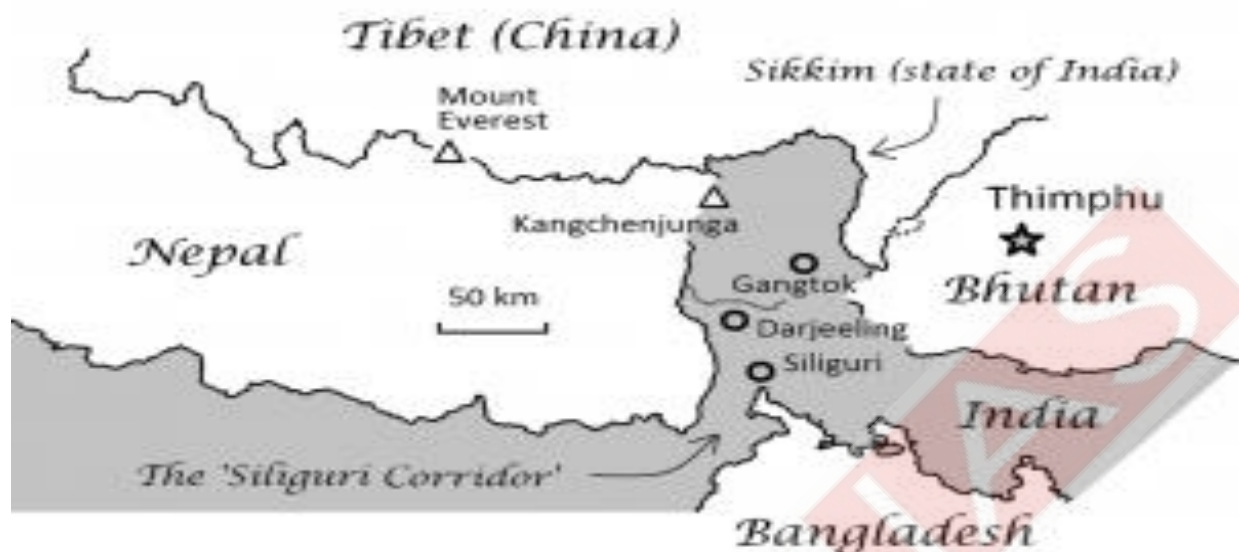 Tibet (China)
Sikkim (state of India)
Mount
Everest
Thimphu
Kangchenjunga
Nepal
Gangtok
Bhutan
50 km
Darjeeling
Siliguri
India
The 'Siliguri Corridor'
Bangladesh
IAS